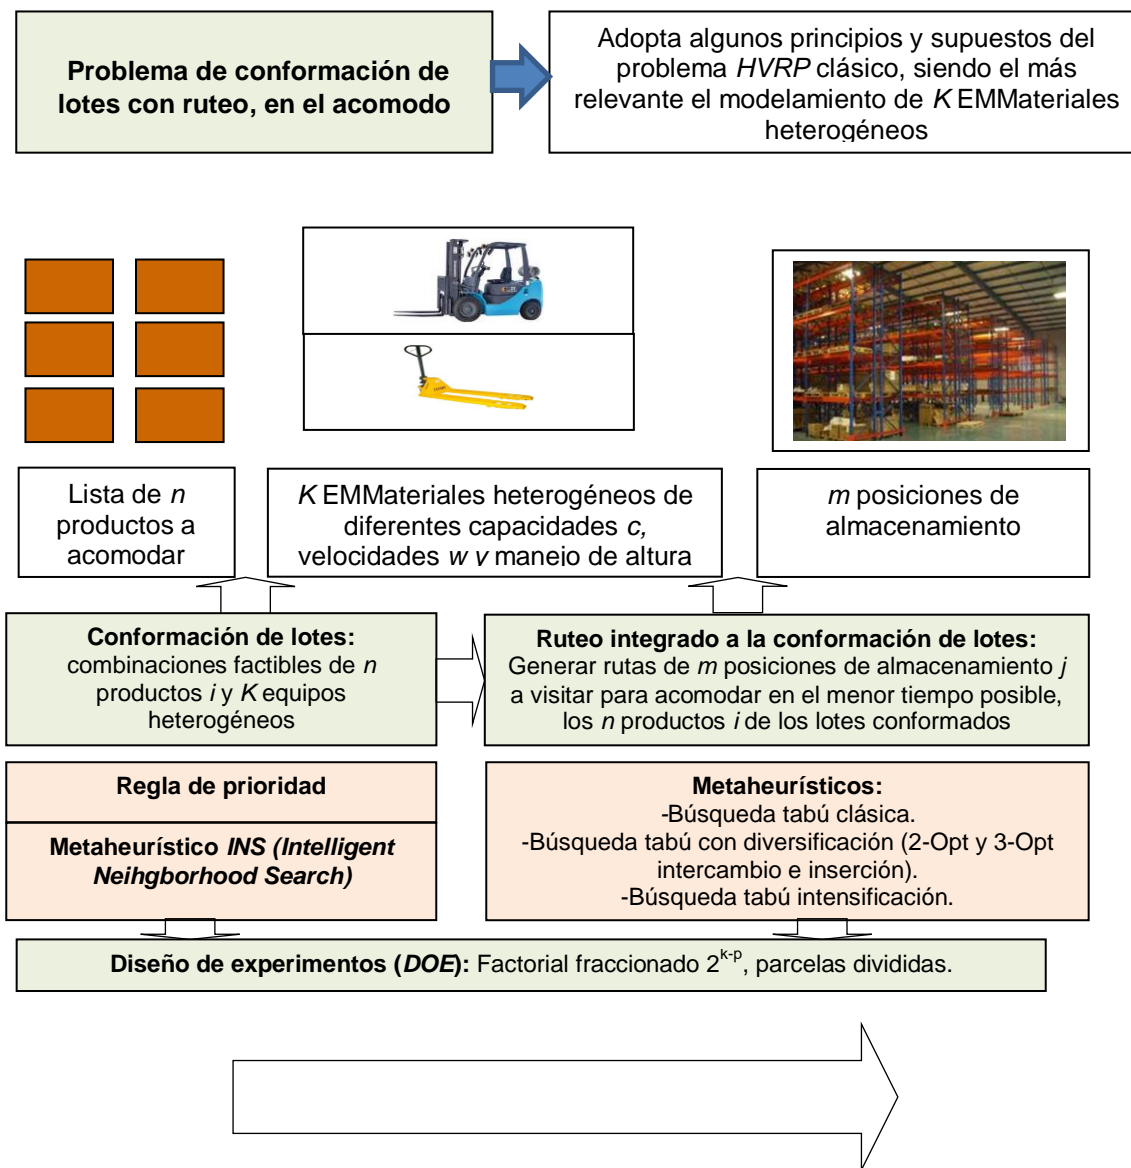 Problema de conformación de
lotes con ruteo, en el acomodo
Adopta algunos principios y supuestos del
problema HVRP clásico, siendo el más
relevante el modelamiento de K EMMateriales
heterogéneos
Lista de n
productos a
acomodar
K EMMateriales heterogéneos de
diferentes capacidades c,
velocidades w y manejo de altura
m posiciones de
almacenamiento
Conformación de lotes:
combinaciones factibles de n
productos i y K equipos
heterogéneos
Ruteo integrado a la conformación de lotes:
Generar rutas de m posiciones de almacenamiento j
a visitar para acomodar en el menor tiempo posible,
los n productos i de los lotes conformados
Regla de prioridad
Metaheurístico INS (Intelligent
Neihgborhood Search)
Metaheurísticos:
-Búsqueda tabú clásica.
-Búsqueda tabú con diversificación (2-Opt y 3-Opt
intercambio e inserción).
-Búsqueda tabú intensificación.
Diseño de experimentos (DOE): Factorial fraccionado 2^k-p, parcelas divididas.